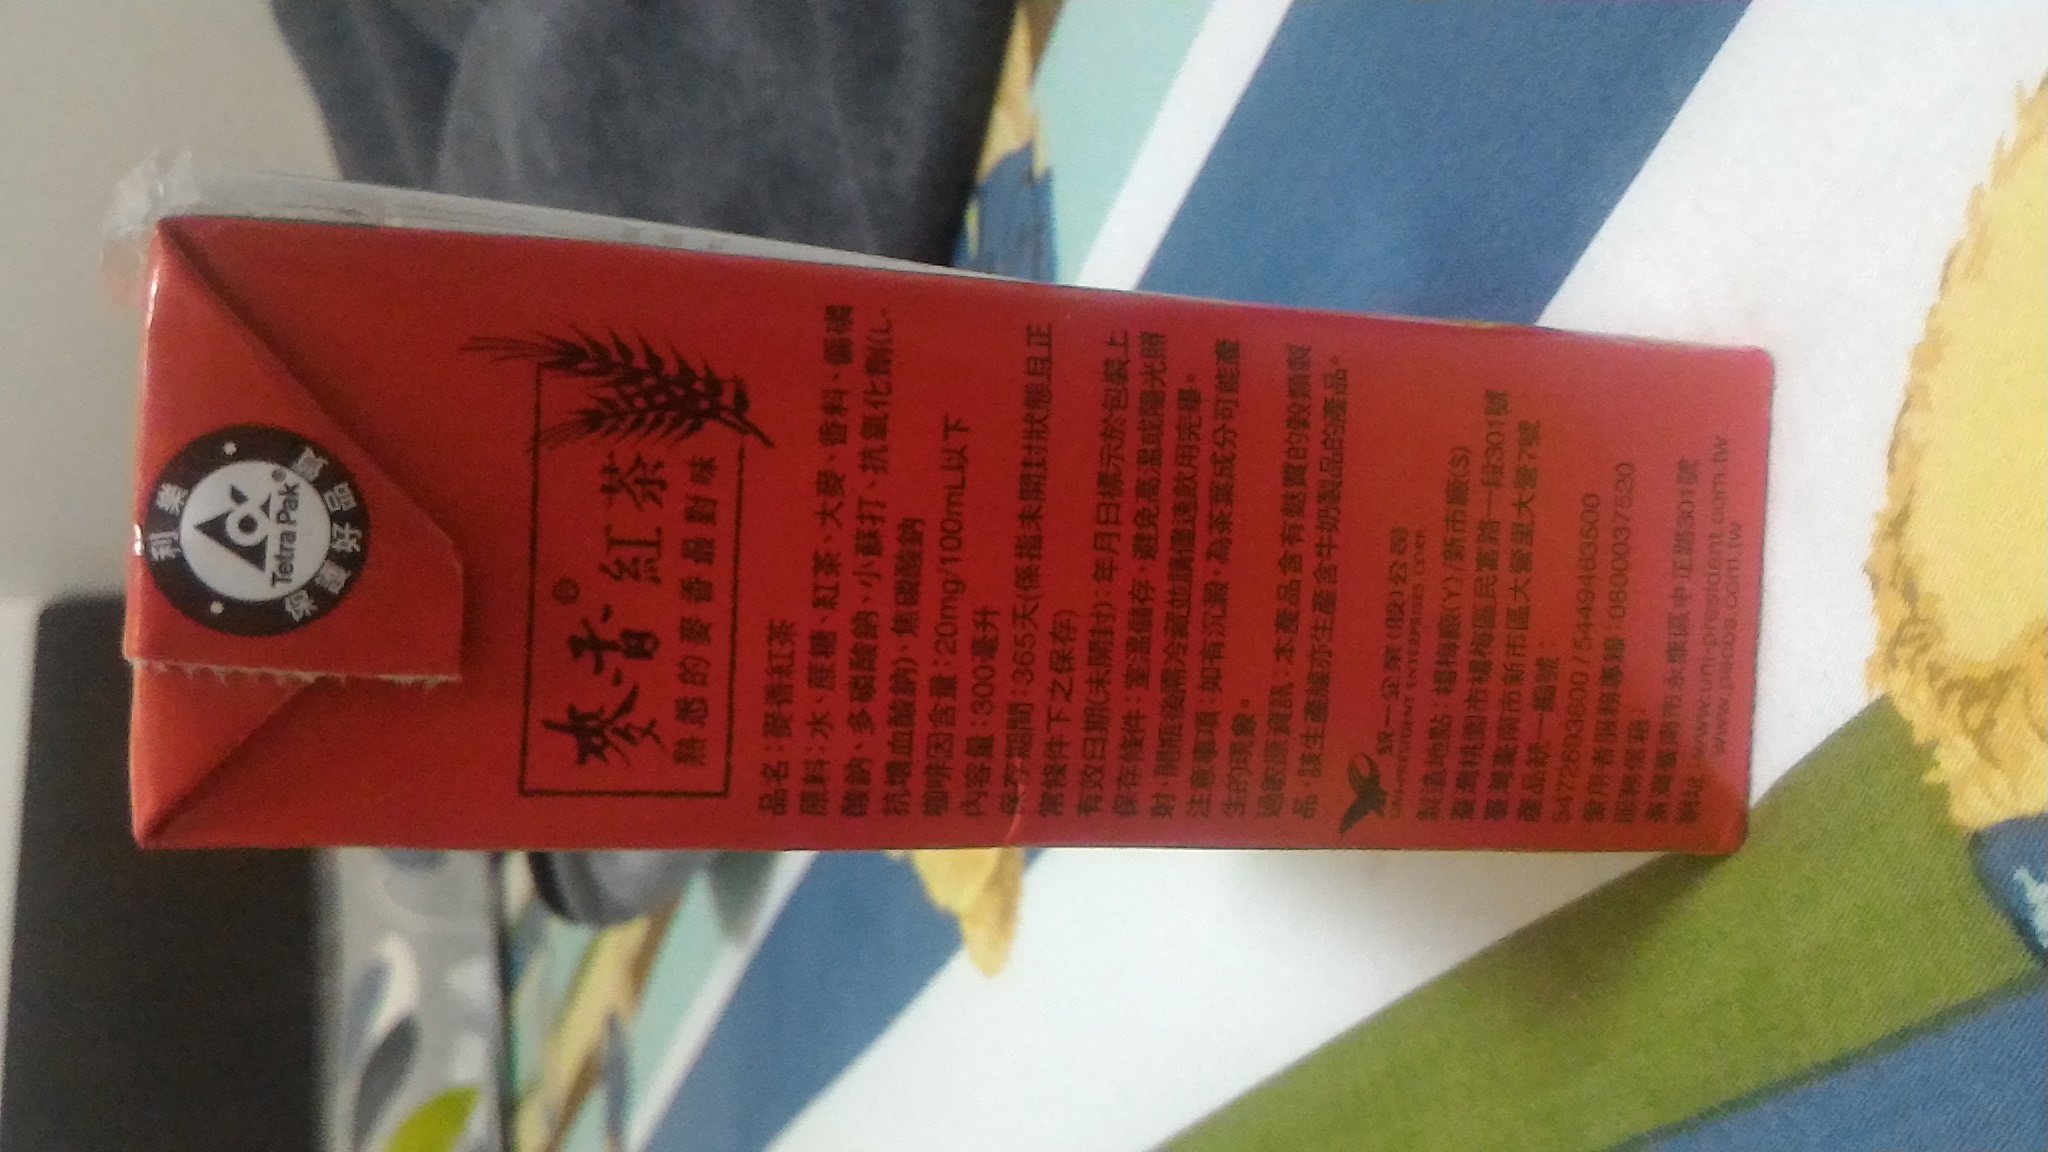 利樂
Tetra Pak®
保護好品質
麥香® 紅茶
熟悉的麥香最對味
品名：麥香紅茶
原料：水、蔗糖、紅茶、大麥、香料、偏磷
酸鈉、多磷酸鈉、小蘇打、抗氧化劑(L-
抗壞血酸鈉)、焦磷酸鈉
咖啡因含量：20mg/100mL以下
內容量：300毫升
保存期間：365天(係指未開封狀態且正
常條件下之保存)
有效日期(未開封)：年月日標示於包裝上
保存條件：室溫儲存，避免高溫或陽光照
射，開瓶後需冷藏並請儘速飲用完畢。
注意事項：如有沉澱，為茶葉成分可能產
生的現象。
過敏原資訊：本產品含有麩質的穀類製
品，該生產線亦生產含牛奶製品的產品。
統一企業(股)公司
UNI-PRESIDENT ENTERPRISES CORP.
製造地點：楊梅廠(Y)/新市廠(S)
臺灣桃園市楊梅區民富路一段301號
臺灣臺南市新市區大營里大營7號
產品統一編號：
5472693600/5449463500
愛用者服務專線：0800037520
服務信箱：
臺灣臺南市永康區中正路301號
網址：www.uni-president.com.tw
www.pecos.com.tw